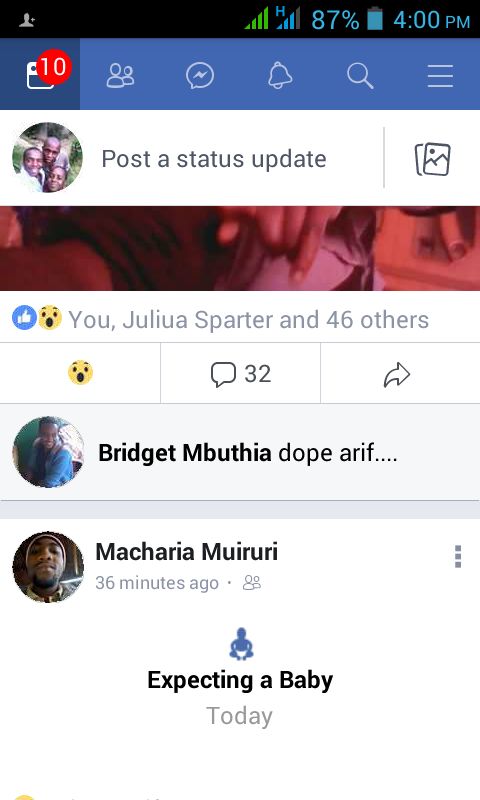 H
87% 4:00 PM
10
Post a status update
You, Juliua Sparter and 46 others
32
Bridget Mbuthia dope arif....
Macharia Muiruri
36 minutes ago ·
Expecting a Baby
Today